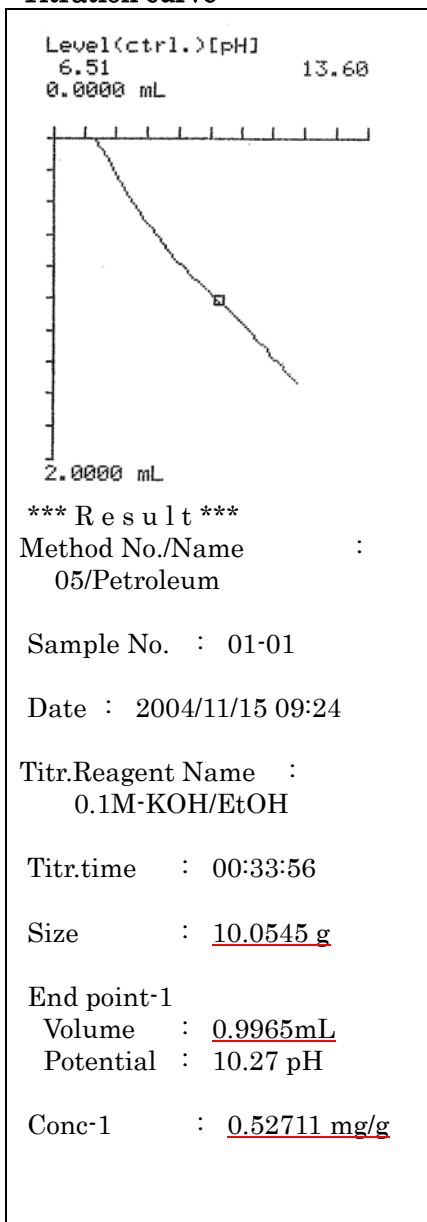 Titration curve
Level(ctrl.)[pH]
6.51 13.60
0.0000 mL
2.0000 mL
*** R e s u l t ***
Method No./Name :
05/Petroleum
Sample No. : 01-01
Date : 2004/11/15 09:24
Titr.Reagent Name :
0.1M-KOH/EtOH
Titr.time : 00:33:56
Size : 10.0545 g
End point-1
Volume : 0.9965mL
Potential : 10.27 pH
Conc-1 : 0.52711 mg/g